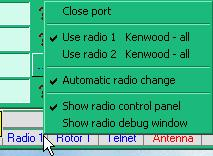 Close port
✓ Use radio 1 Kenwood - all
Use radio 2 Kenwood - all
✓ Automatic radio change
✓ Show radio control panel
Show radio debug window
Radio 1 Rotor 1 Telnet Antenna